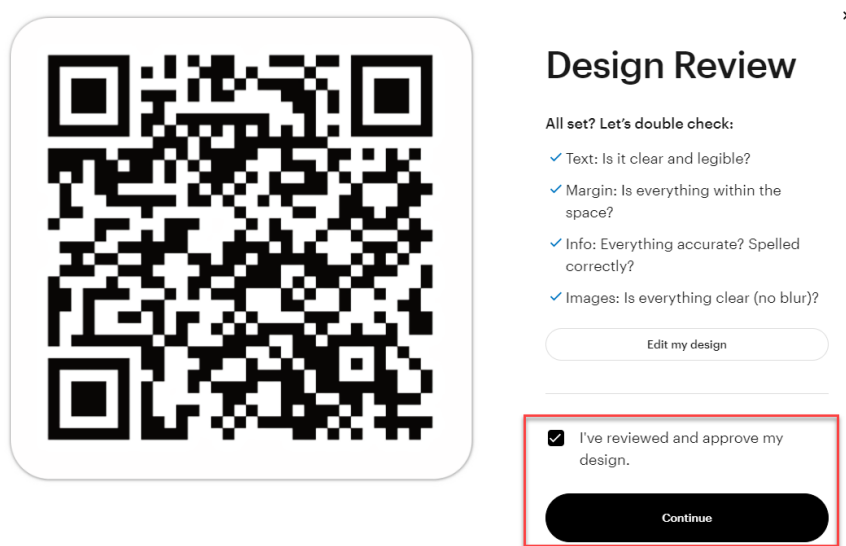 Design Review
All set? Let's double check:
Text: Is it clear and legible?
Margin: Is everything within the
space?
Info: Everything accurate? Spelled
correctly?
Images: Is everything clear (no blur)?
Edit my design
I've reviewed and approve my
design.
Continue